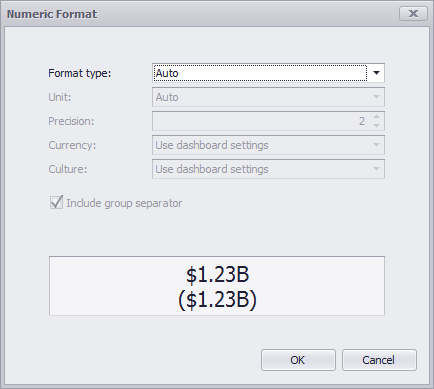 Numeric Format
Format type: Auto
Unit: Auto
Precision: 2
Currency: Use dashboard settings
Culture: Use dashboard settings
Include group separator
$1.23B
($1.23B)
OK Cancel